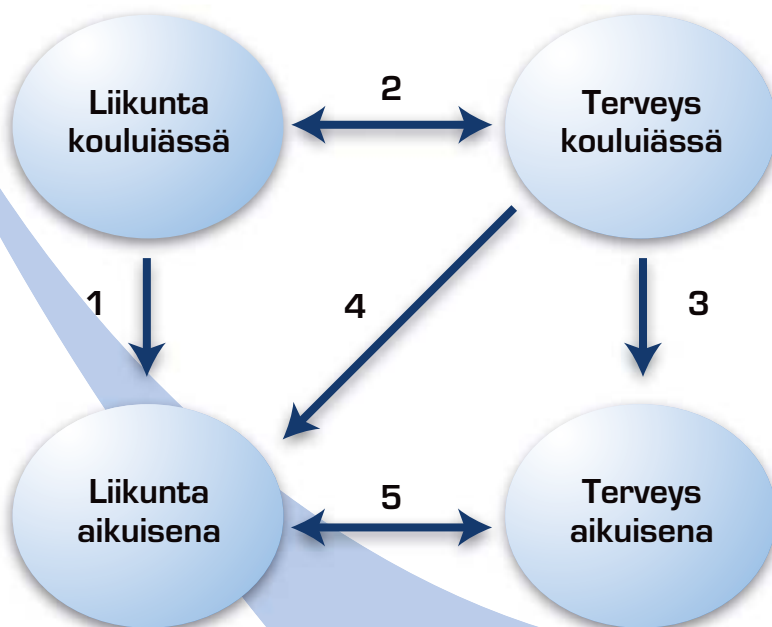 Liikunta
kouluiässä
2
Terveys
kouluiässä
1
4
3
Liikunta
aikuisena
5
Terveys
aikuisena